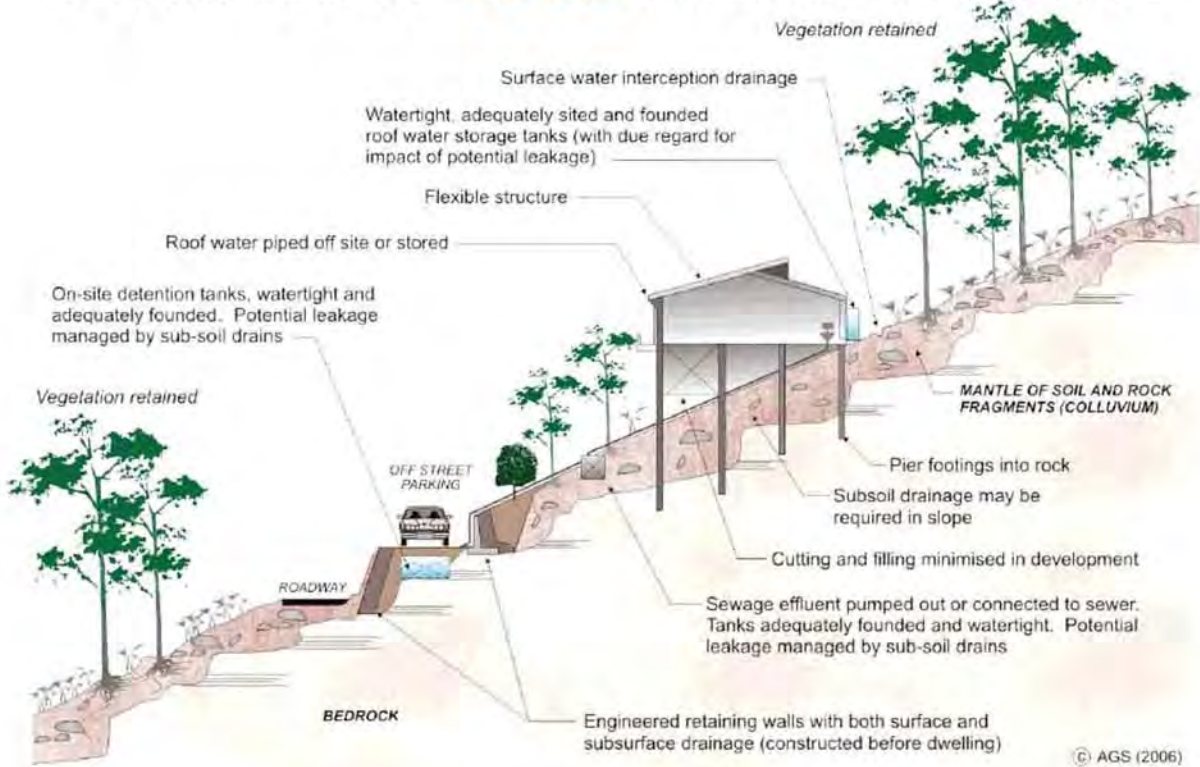 Vegetation retained
Surface water interception drainage
Watertight, adequately sited and founded
roof water storage tanks (with due regard for
impact of potential leakage)
Flexible structure
Roof water piped off site or stored
On-site detention tanks, watertight and
adequately founded. Potential leakage
managed by sub-soil drains
Vegetation retained
MANTLE OF SOIL AND ROCK
FRAGMENTS (COLLUVIUM)
OFF STREET
PARKING
Pier footings into rock
Subsoil drainage may be
required in slope
Cutting and filling minimised in development
ROADWAY
Sewage effluent pumped out or connected to sewer.
Tanks adequately founded and watertight. Potential
leakage managed by sub-soil drains
BEDROCK
Engineered retaining walls with both surface and
subsurface drainage (constructed before dwelling)
© AGS (2006)